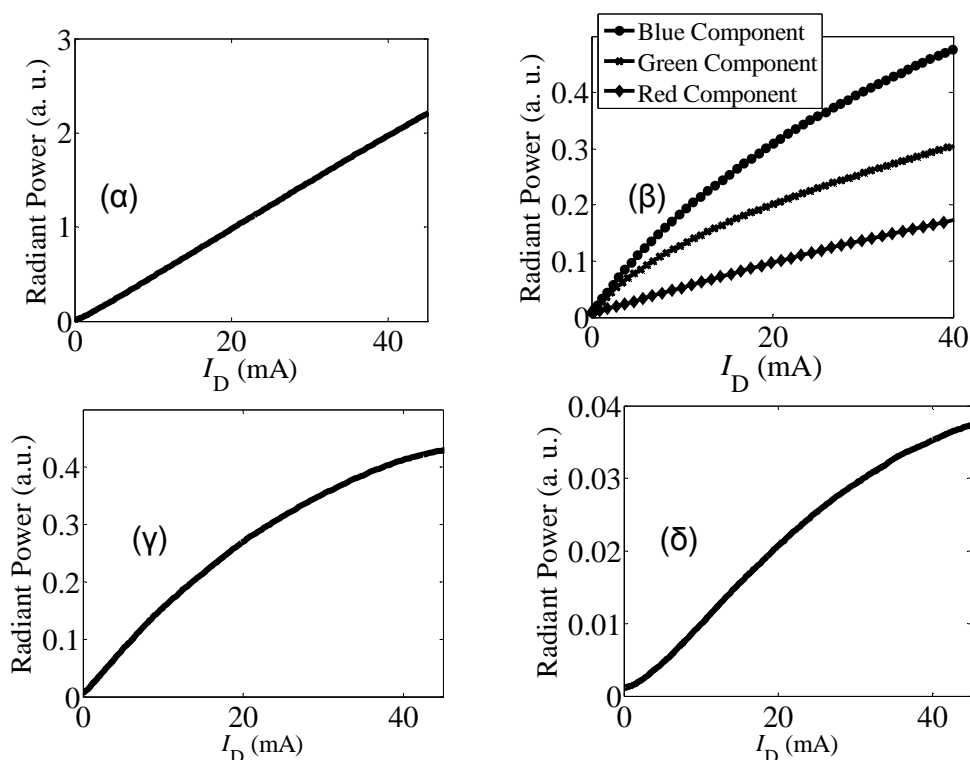 Radiant Power (a. u.)
3
2
1
0
(α)
0
20
40
I_D (mA)
Blue Component
Green Component
Red Component
Radiant Power (a. u.)
0.4
0.3
0.2
0.1
0
(β)
0
20
40
I_D (mA)
Radiant Power (a.u.)
0.4
0.3
0.2
0.1
0
(γ)
0
20
40
I_D (mA)
Radiant Power (a. u.)
0.04
0.03
0.02
0.01
0
(δ)
0
20
40
I_D (mA)